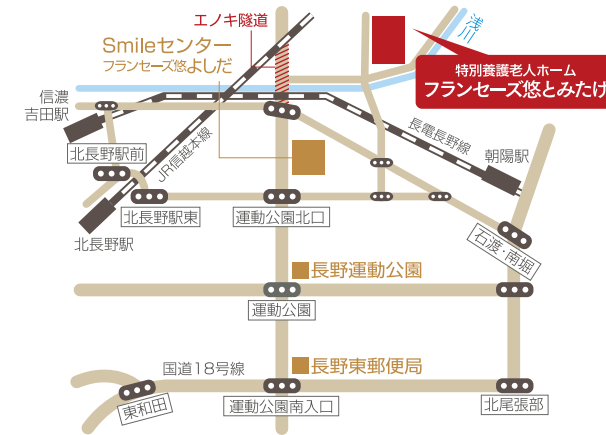 エノキ隧道
Smileセンター
フランセーズ悠よしだ
浅川
特別養護老人ホーム
フランセーズ悠とみたけ
信濃
吉田駅
北長野駅前
JR信越本線
長電長野線
朝陽駅
北長野駅東
運動公園北口
北長野駅
石渡・南堀
長野運動公園
運動公園
国道18号線
長野東郵便局
東和田
運動公園南入口
北尾張部